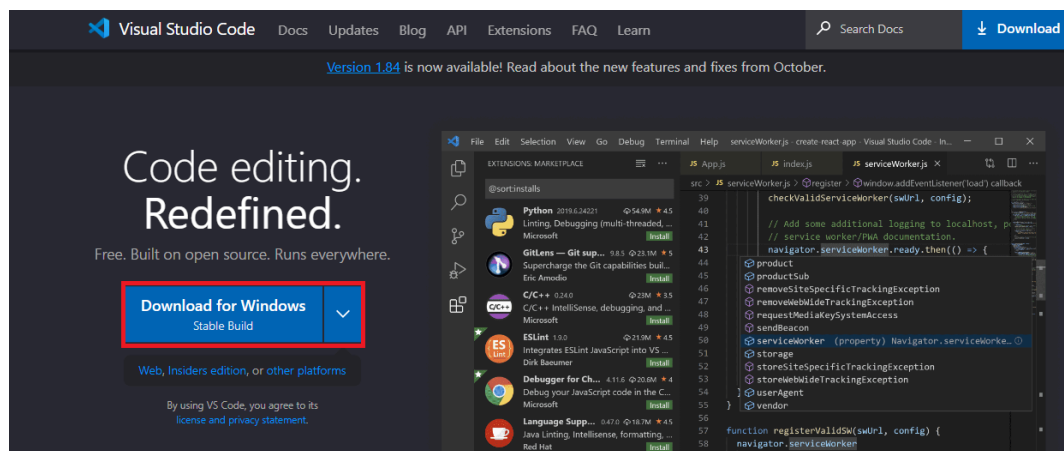 Visual Studio Code Docs Updates Blog API Extensions FAQ Learn Search Docs Download
Version 1.84 is now available! Read about the new features and fixes from October.
Code editing.
Redefined.
Free. Built on open source. Runs everywhere.
Download for Windows
Stable Build
Web, Insiders edition, or other platforms
By using VS Code, you agree to its
license and privacy statement.
File Edit Selection View Go Debug Terminal Help serviceWorker.js - create-react-app - Visual Studio Code - In...
EXTENSIONS: MARKETPLACE
@sort:installs
Python 2019.6.24221 54.9M ★ 4.5
Linting, Debugging (multi-threaded, ...
Microsoft Install
GitLens — Git sup... 9.8.5 23.1M ★ 5
Supercharge the Git capabilities buil...
Eric Amodio Install
C/C++ 0.24.0 23M ★ 3.5
C/C++ IntelliSense, debugging, and ...
Microsoft Install
ESLint 1.9.0 21.9M ★ 4.5
Integrates ESLint JavaScript into VS ...
Dirk Baeumer Install
Debugger for Ch... 4.11.6 20.6M ★ 4
Debug your JavaScript code in the C...
Microsoft Install
Language Supp... 0.47.0 18.7M ★ 4.5
Java Linting, Intellisense, formatting, ...
Red Hat Install
JS App.js JS index.js JS serviceWorker.js ×
src > JS serviceWorker.js > register > window.addEventListener('load') callback
39 checkValidServiceWorker(swUrl, config);
40
41 // Add some additional logging to localhost, p
42 // service worker/PWA documentation.
43 navigator.serviceWorker.ready.then(() => {
44 product
45 productSub
46 removeSiteSpecificTrackingException
47 removeWebWideTrackingException
48 requestMediaKeySystemAccess
49 sendBeacon
50 serviceWorker (property) Navigator.serviceWorke...
51 storage
52 storeSiteSpecificTrackingException
53 storeWebWideTrackingException
54 } userAgent
55 } vendor
56
57 function registerValidSW(swUrl, config) {
58 navigator.serviceWorker
C/C++
ES
Lint